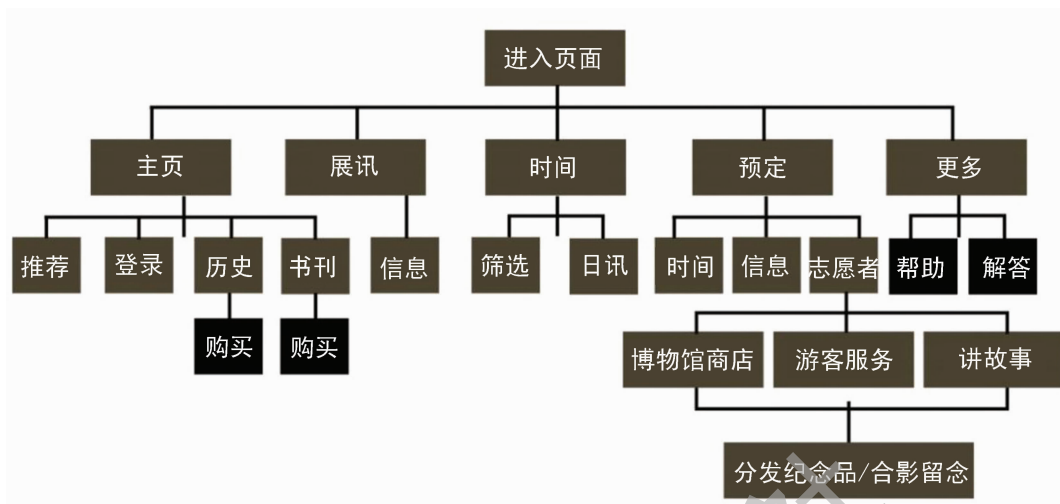 进入页面
主页
展讯
时间
预定
更多
推荐
登录
历史
书刊
信息
筛选
日讯
时间
信息
志愿者
帮助
解答
购买
购买
博物馆商店
游客服务
讲故事
分发纪念品/合影留念